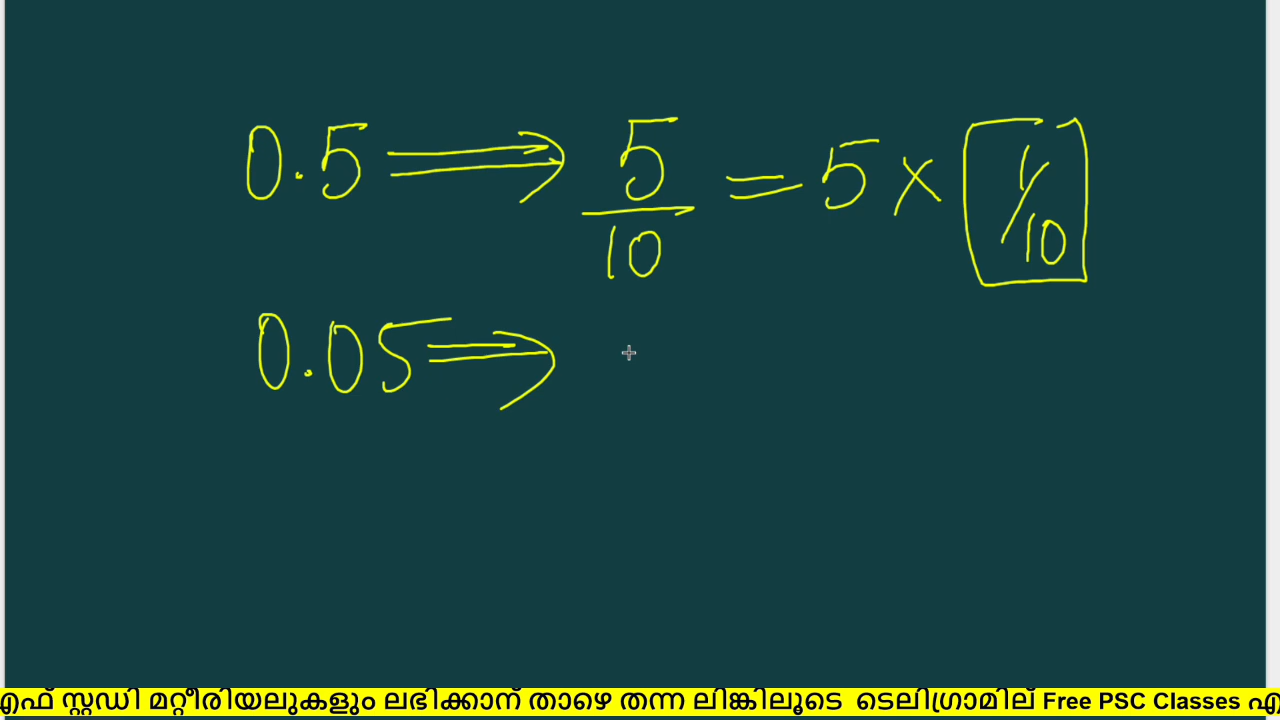 0.5 ⟹ 5/10 = 5 × 1/10
0.05 ⟹
എഫ് സ്റ്റഡി മറ്റീരിയലുകളും ലഭിക്കാന് താഴെ തന്ന ലിങ്കിലൂടെ ടെലിഗ്രാമില് Free PSC Classes എ